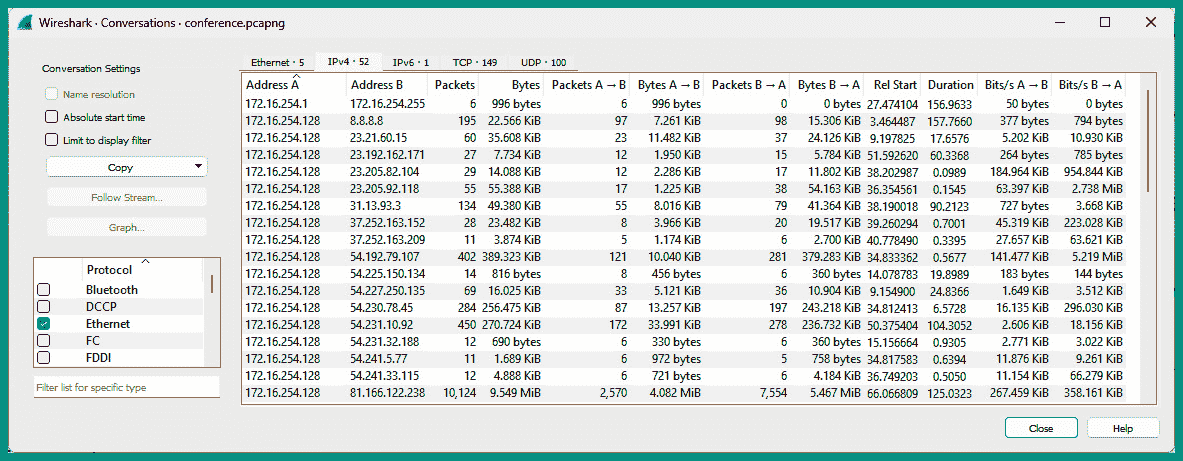 Wireshark · Conversations · conference.pcapng
Conversation Settings
Name resolution
Absolute start time
Limit to display filter
Copy
Follow Stream...
Graph...
Protocol
Bluetooth
DCCP
Ethernet
FC
FDDI
Filter list for specific type
Ethernet · 5 IPv4 · 52 IPv6 · 1 TCP · 149 UDP · 100
Address A Address B Packets Bytes Packets A → B Bytes A → B Packets B → A Bytes B → A Rel Start Duration Bits/s A → B Bits/s B → A
172.16.254.1 172.16.254.255 6 996 bytes 6 996 bytes 0 0 bytes 27.474104 156.9633 50 bytes 0 bytes
172.16.254.128 8.8.8.8 195 22.566 KiB 97 7.261 KiB 98 15.306 KiB 3.464487 157.7660 377 bytes 794 bytes
172.16.254.128 23.21.60.15 60 35.608 KiB 23 11.482 KiB 37 24.126 KiB 9.197825 17.6576 5.202 KiB 10.930 KiB
172.16.254.128 23.192.162.171 27 7.734 KiB 12 1.950 KiB 15 5.784 KiB 51.592620 60.3368 264 bytes 785 bytes
172.16.254.128 23.205.82.104 29 14.088 KiB 12 2.286 KiB 17 11.802 KiB 38.202987 0.0989 184.964 KiB 954.844 KiB
172.16.254.128 23.205.92.118 55 55.388 KiB 17 1.225 KiB 38 54.163 KiB 36.354561 0.1545 63.397 KiB 2.738 MiB
172.16.254.128 31.13.93.3 134 49.380 KiB 55 8.016 KiB 79 41.364 KiB 38.190018 90.2123 727 bytes 3.668 KiB
172.16.254.128 37.252.163.152 28 23.482 KiB 8 3.966 KiB 20 19.517 KiB 39.260294 0.7001 45.319 KiB 223.028 KiB
172.16.254.128 37.252.163.209 11 3.874 KiB 5 1.174 KiB 6 2.700 KiB 40.778490 0.3395 27.657 KiB 63.621 KiB
172.16.254.128 54.192.79.107 402 389.323 KiB 121 10.040 KiB 281 379.283 KiB 34.833362 0.5677 141.477 KiB 5.219 MiB
172.16.254.128 54.225.150.134 14 816 bytes 8 456 bytes 6 360 bytes 14.078783 19.8989 183 bytes 144 bytes
172.16.254.128 54.227.250.135 69 16.025 KiB 33 5.121 KiB 36 10.904 KiB 9.154900 24.8366 1.649 KiB 3.512 KiB
172.16.254.128 54.230.78.45 284 256.475 KiB 87 13.257 KiB 197 243.218 KiB 34.812413 6.5728 16.135 KiB 296.030 KiB
172.16.254.128 54.231.10.92 450 270.724 KiB 172 33.991 KiB 278 236.732 KiB 50.375404 104.3052 2.606 KiB 18.156 KiB
172.16.254.128 54.231.32.188 12 690 bytes 6 330 bytes 6 360 bytes 15.156664 0.9305 2.771 KiB 3.022 KiB
172.16.254.128 54.241.5.77 11 1.689 KiB 6 972 bytes 5 758 bytes 34.817583 0.6394 11.876 KiB 9.261 KiB
172.16.254.128 54.241.33.115 12 4.888 KiB 6 721 bytes 6 4.184 KiB 36.749203 0.5050 11.154 KiB 66.279 KiB
172.16.254.128 81.166.122.238 10,124 9.549 MiB 2,570 4.082 MiB 7,554 5.467 MiB 66.066809 125.0323 267.459 KiB 358.161 KiB
Close Help